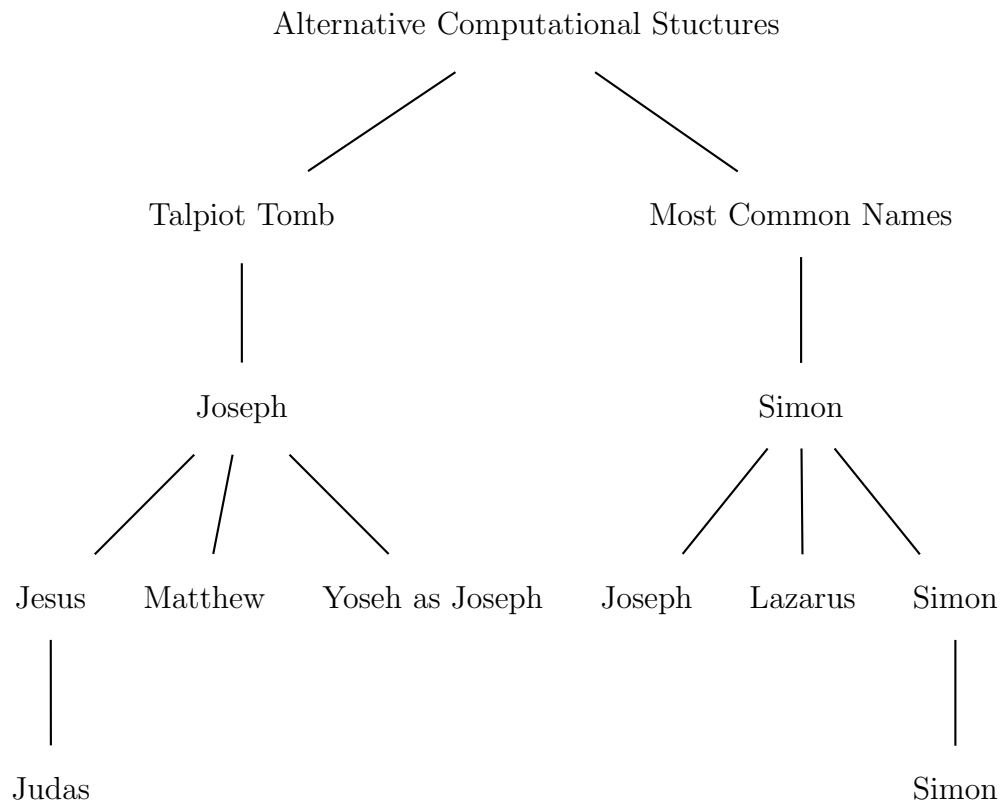 Alternative Computational Stuctures
Talpiot Tomb Most Common Names
Joseph Simon
Jesus Matthew Yoseh as Joseph Joseph Lazarus Simon
Judas Simon